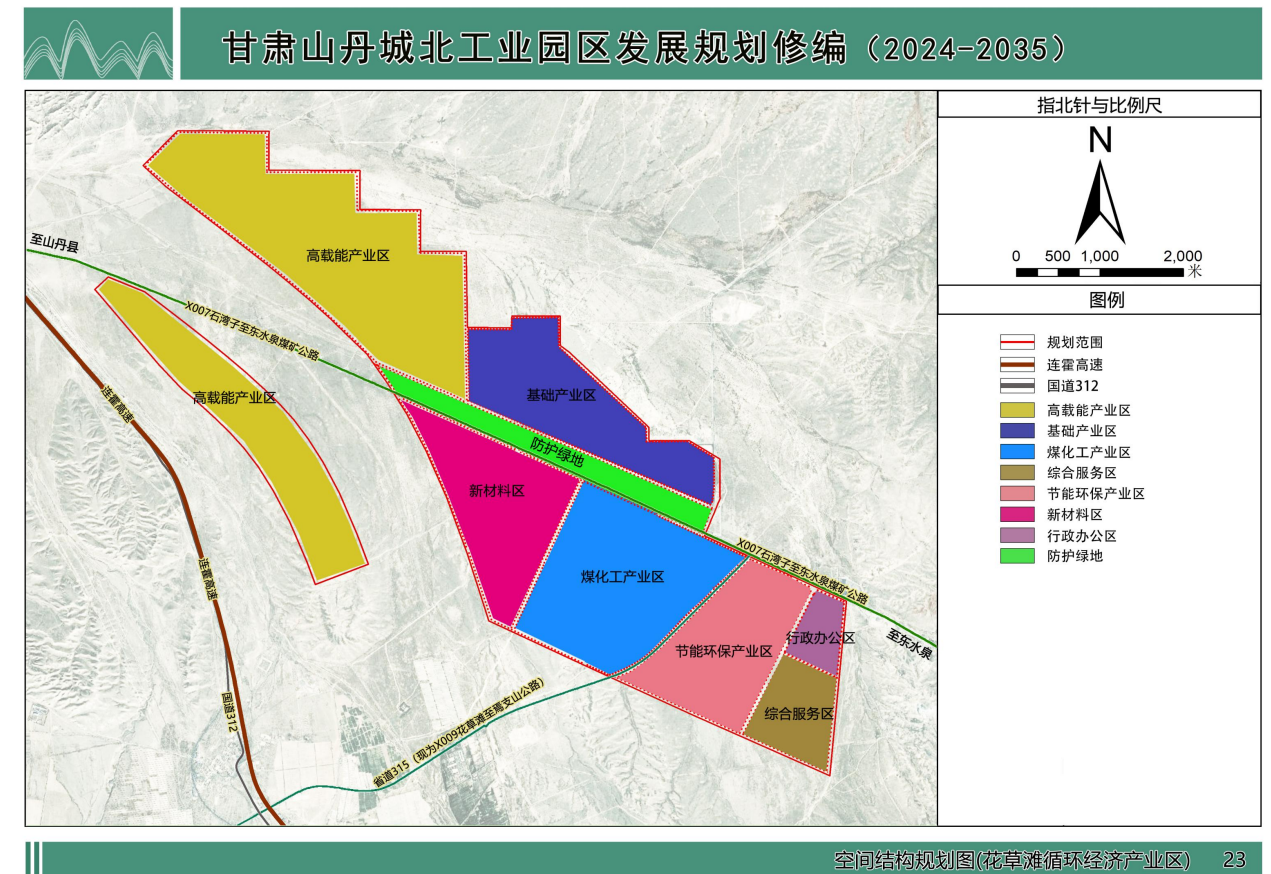 甘肃山丹城北工业园区发展规划修编（2024-2035）
指北针与比例尺
N
0 500 1,000 2,000
米
图例
规划范围
连霍高速
国道312
高载能产业区
基础产业区
煤化工产业区
综合服务区
节能环保产业区
新材料区
行政办公区
防护绿地
至山丹县
高载能产业区
X007石湾子至东水泉煤矿公路
高载能产业区
连霍高速
基础产业区
防护绿地
新材料区
煤化工产业区
X007石湾子至东水泉煤矿公路
连霍高速
行政办公区
至东水泉
节能环保产业区
国道312
综合服务区
省道315（现为X009花草滩至焉支山公路）
空间结构规划图(花草滩循环经济产业区) 23